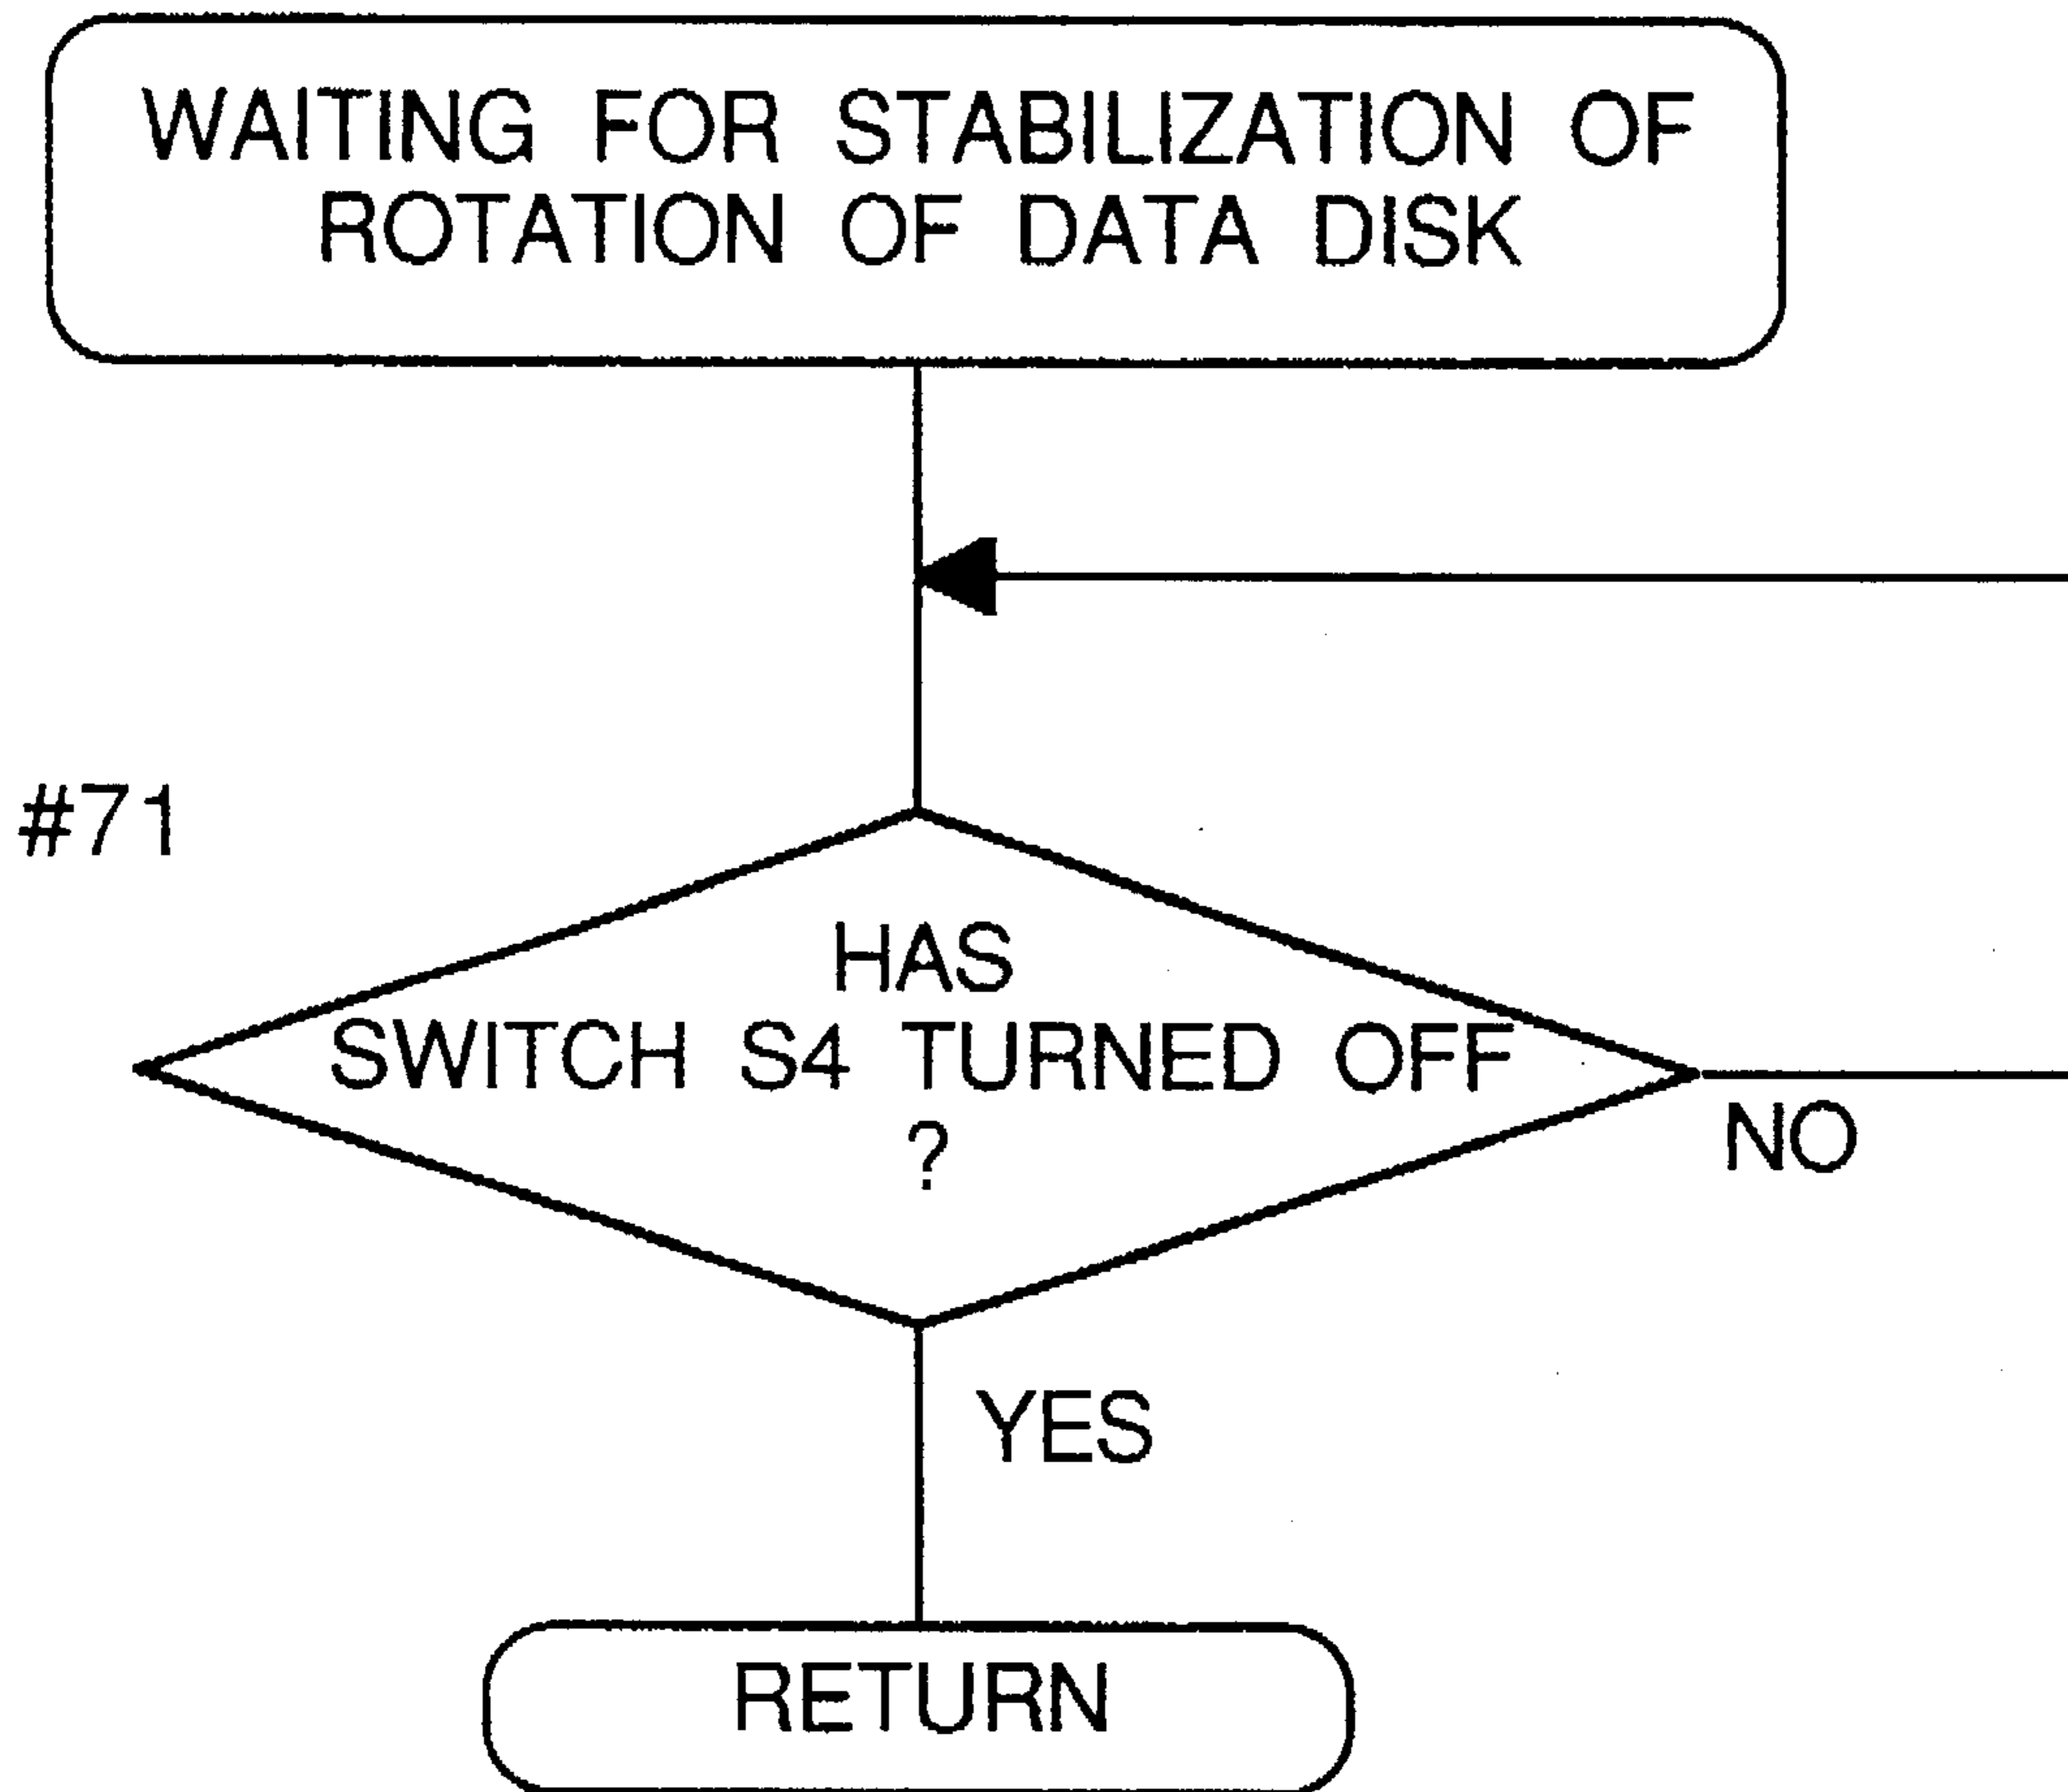 WAITING FOR STABILIZATION OF
ROTATION OF DATA DISK
#71
HAS
SWITCH S4 TURNED OFF
?
NO
YES
RETURN